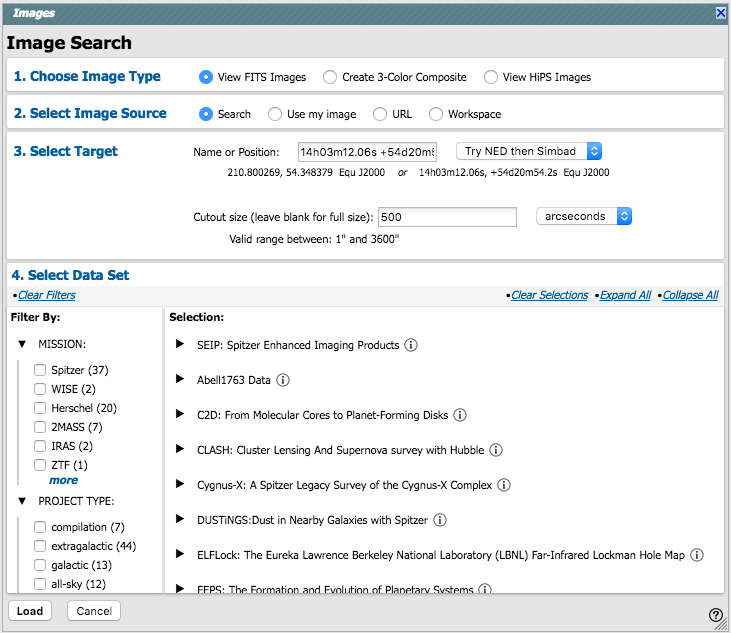 Images
Image Search
1. Choose Image Type View FITS Images Create 3-Color Composite View HiPS Images
2. Select Image Source Search Use my image URL Workspace
3. Select Target Name or Position: 14h03m12.06s +54d20m Try NED then Simbad
210.800269, 54.348379 Equ J2000 or 14h03m12.06s, +54d20m54.2s Equ J2000
Cutout size (leave blank for full size): 500 arcseconds
Valid range between: 1" and 3600"
4. Select Data Set
•Clear Filters •Clear Selections •Expand All •Collapse All
Filter By:
▼ MISSION:
Spitzer (37)
WISE (2)
Herschel (20)
2MASS (7)
IRAS (2)
ZTF (1)
more
▼ PROJECT TYPE:
compilation (7)
extragalactic (44)
galactic (13)
all-sky (12)
Selection:
SEIP: Spitzer Enhanced Imaging Products
Abell1763 Data
C2D: From Molecular Cores to Planet-Forming Disks
CLASH: Cluster Lensing And Supernova survey with Hubble
Cygnus-X: A Spitzer Legacy Survey of the Cygnus-X Complex
DUSTiNGS:Dust in Nearby Galaxies with Spitzer
ELFLock: The Eureka Lawrence Berkeley National Laboratory (LBNL) Far-Infrared Lockman Hole Map
FEPS: The Formation and Evolution of Planetary Systems
Load Cancel